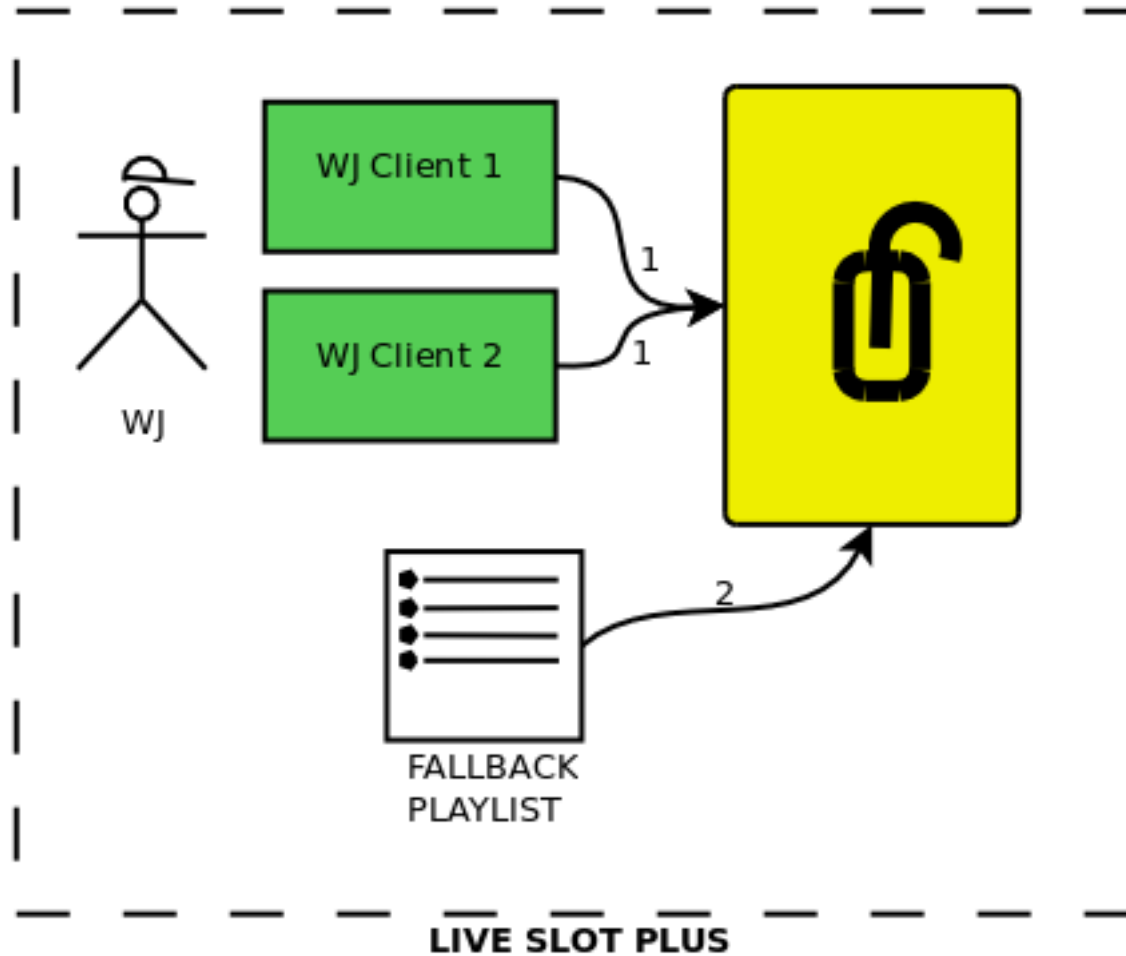 WJ Client 1
1
WJ Client 2
1
WJ
2
FALLBACK
PLAYLIST
LIVE SLOT PLUS